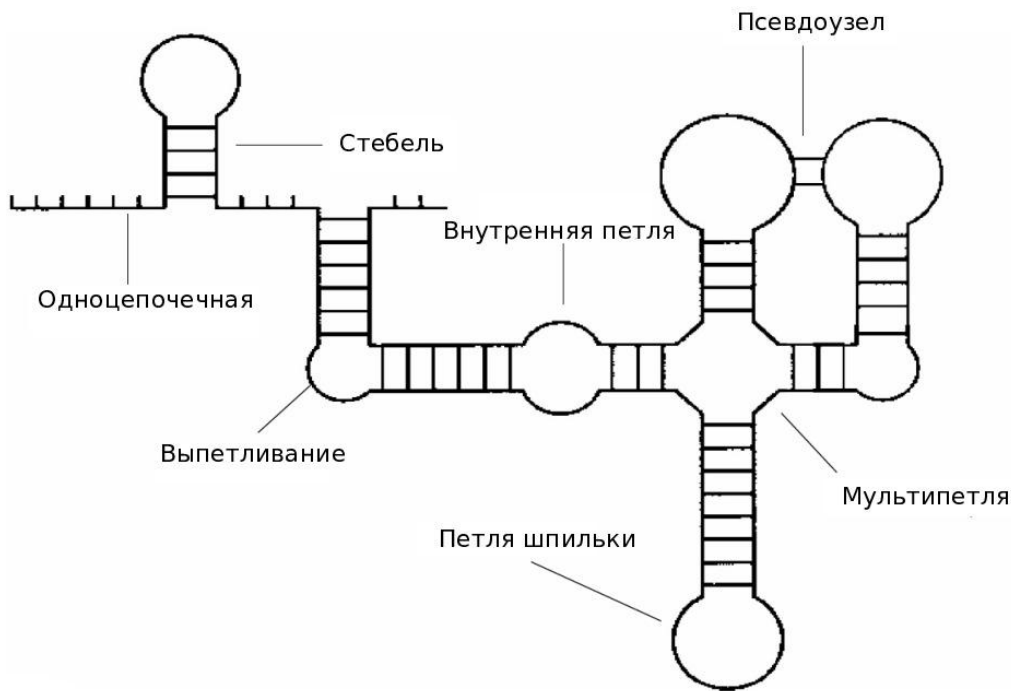 Псевдоузел
Стебель
Внутренняя петля
Одноцепочечная
Выпетливание
Мультипетля
Петля шпильки